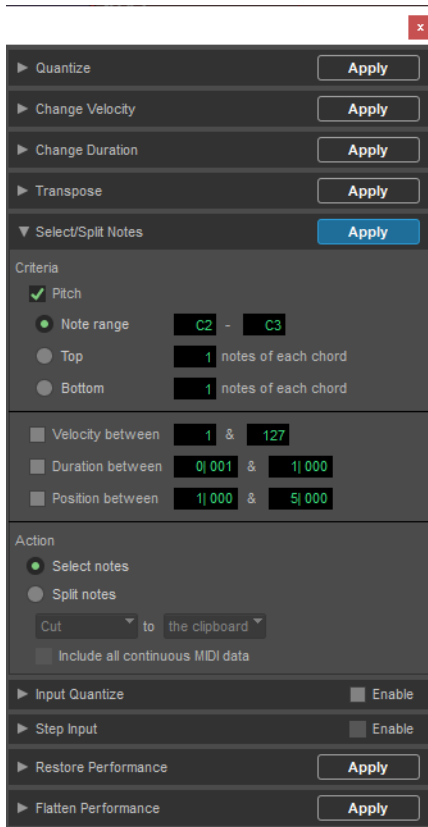 x
Quantize Apply
Change Velocity Apply
Change Duration Apply
Transpose Apply
Select/Split Notes Apply
Criteria
Pitch
Note range C2 - C3
Top 1 notes of each chord
Bottom 1 notes of each chord
Velocity between 1 & 127
Duration between 0| 001 & 1| 000
Position between 1| 000 & 5| 000
Action
Select notes
Split notes
Cut to the clipboard
Include all continuous MIDI data
Input Quantize Enable
Step Input Enable
Restore Performance Apply
Flatten Performance Apply